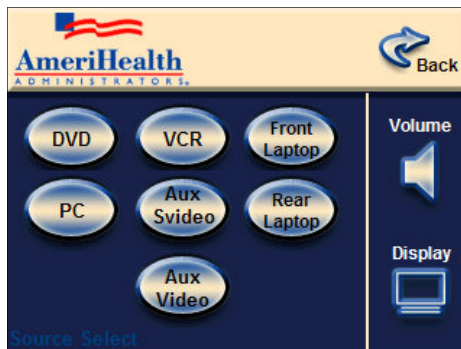 AmeriHealth
ADMINISTRATORS®
Back
DVD
VCR
Front
Laptop
PC
Aux
Svideo
Rear
Laptop
Aux
Video
Volume
Display
Source Select